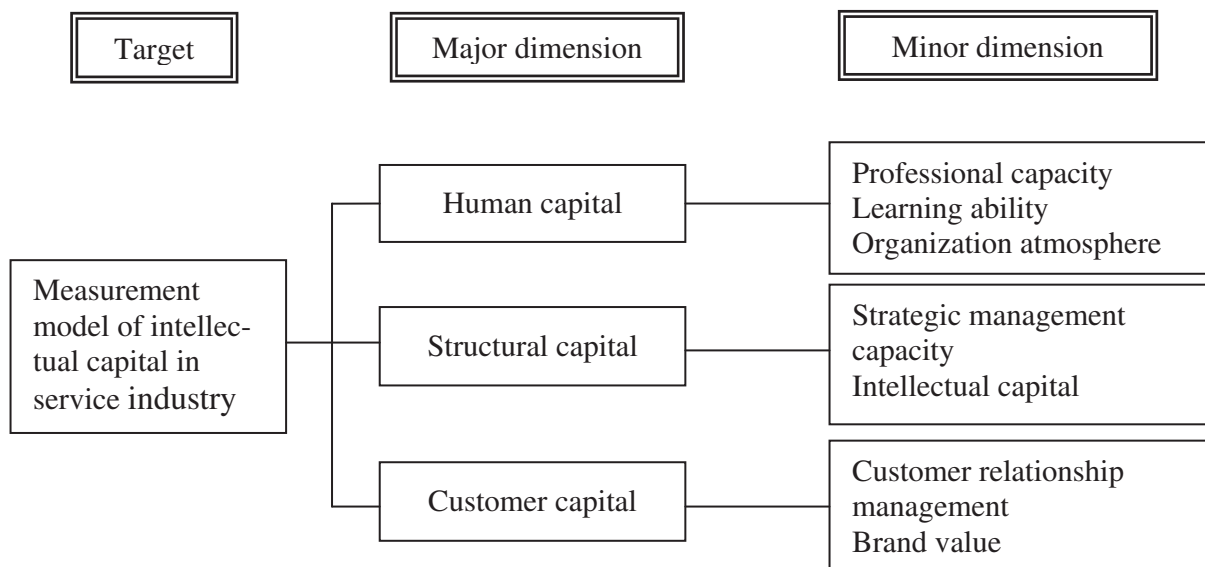 Target
Major dimension
Minor dimension
Human capital
Professional capacity
Learning ability
Organization atmosphere
Measurement
model of intellec-
tual capital in
service industry
Structural capital
Strategic management
capacity
Intellectual capital
Customer capital
Customer relationship
management
Brand value